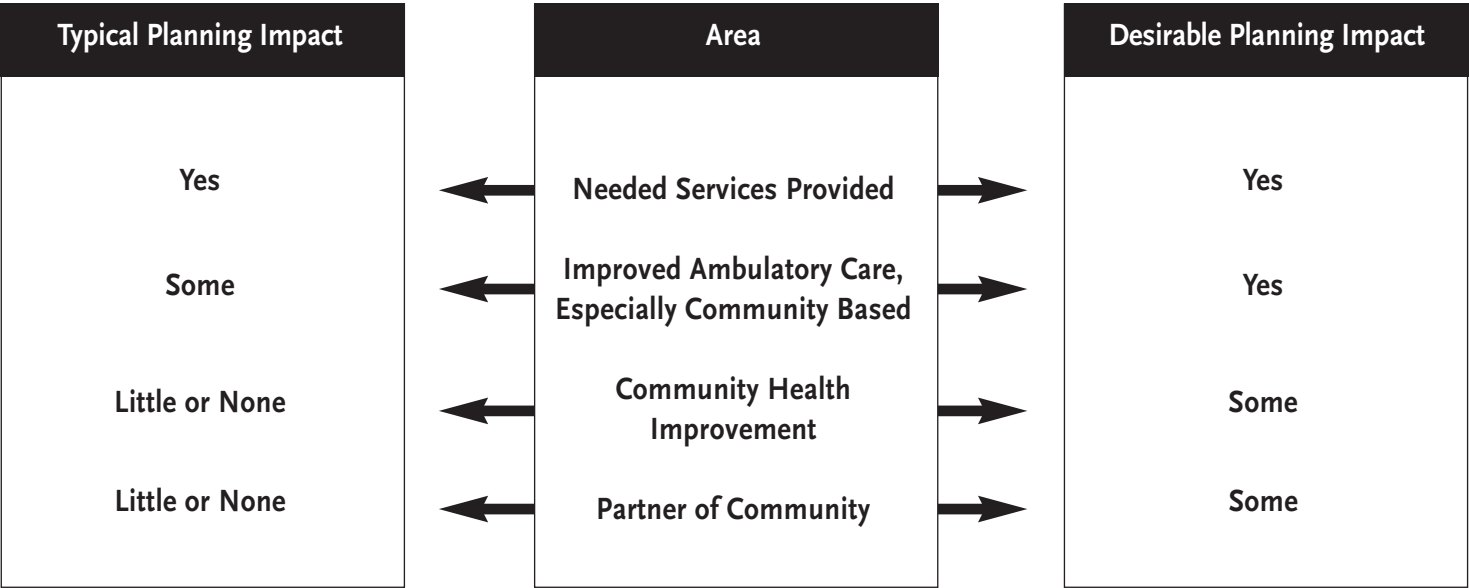 Typical Planning Impact
Area
Desirable Planning Impact
Yes
Needed Services Provided
Yes
Some
Improved Ambulatory Care,
Especially Community Based
Yes
Little or None
Community Health
Improvement
Some
Little or None
Partner of Community
Some